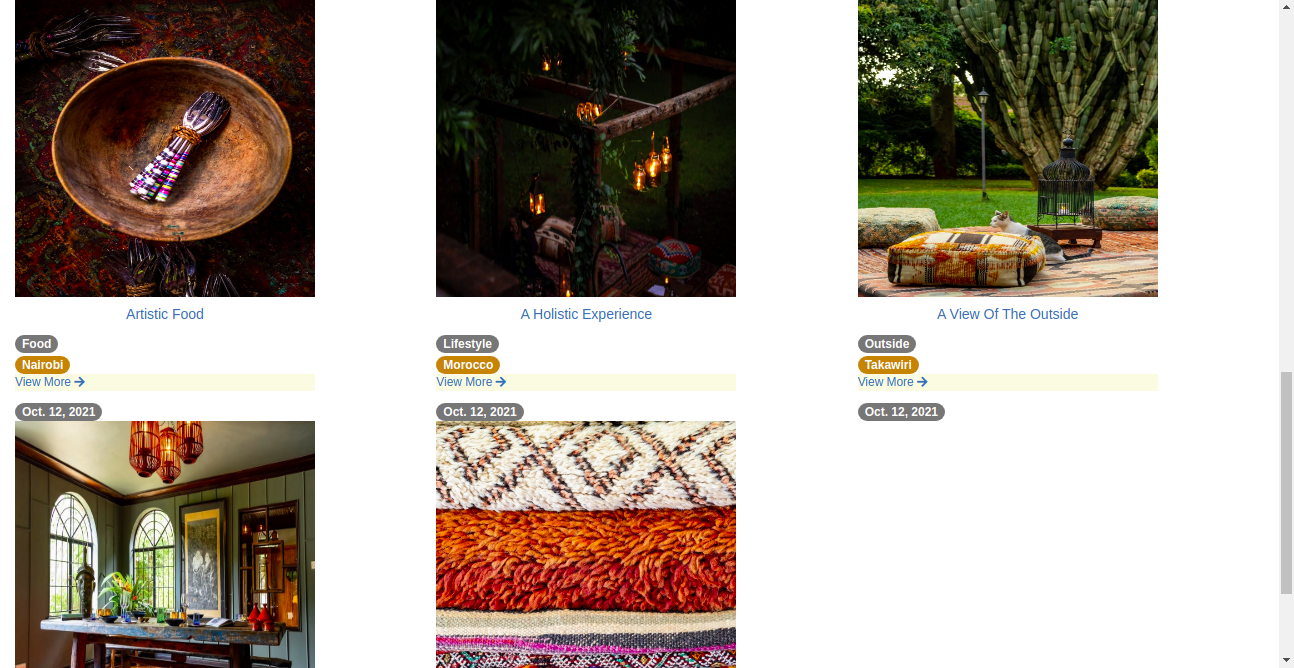 Artistic Food
Food
Nairobi
View More
Oct. 12, 2021
A Holistic Experience
Lifestyle
Morocco
View More
Oct. 12, 2021
A View Of The Outside
Outside
Takawiri
View More
Oct. 12, 2021